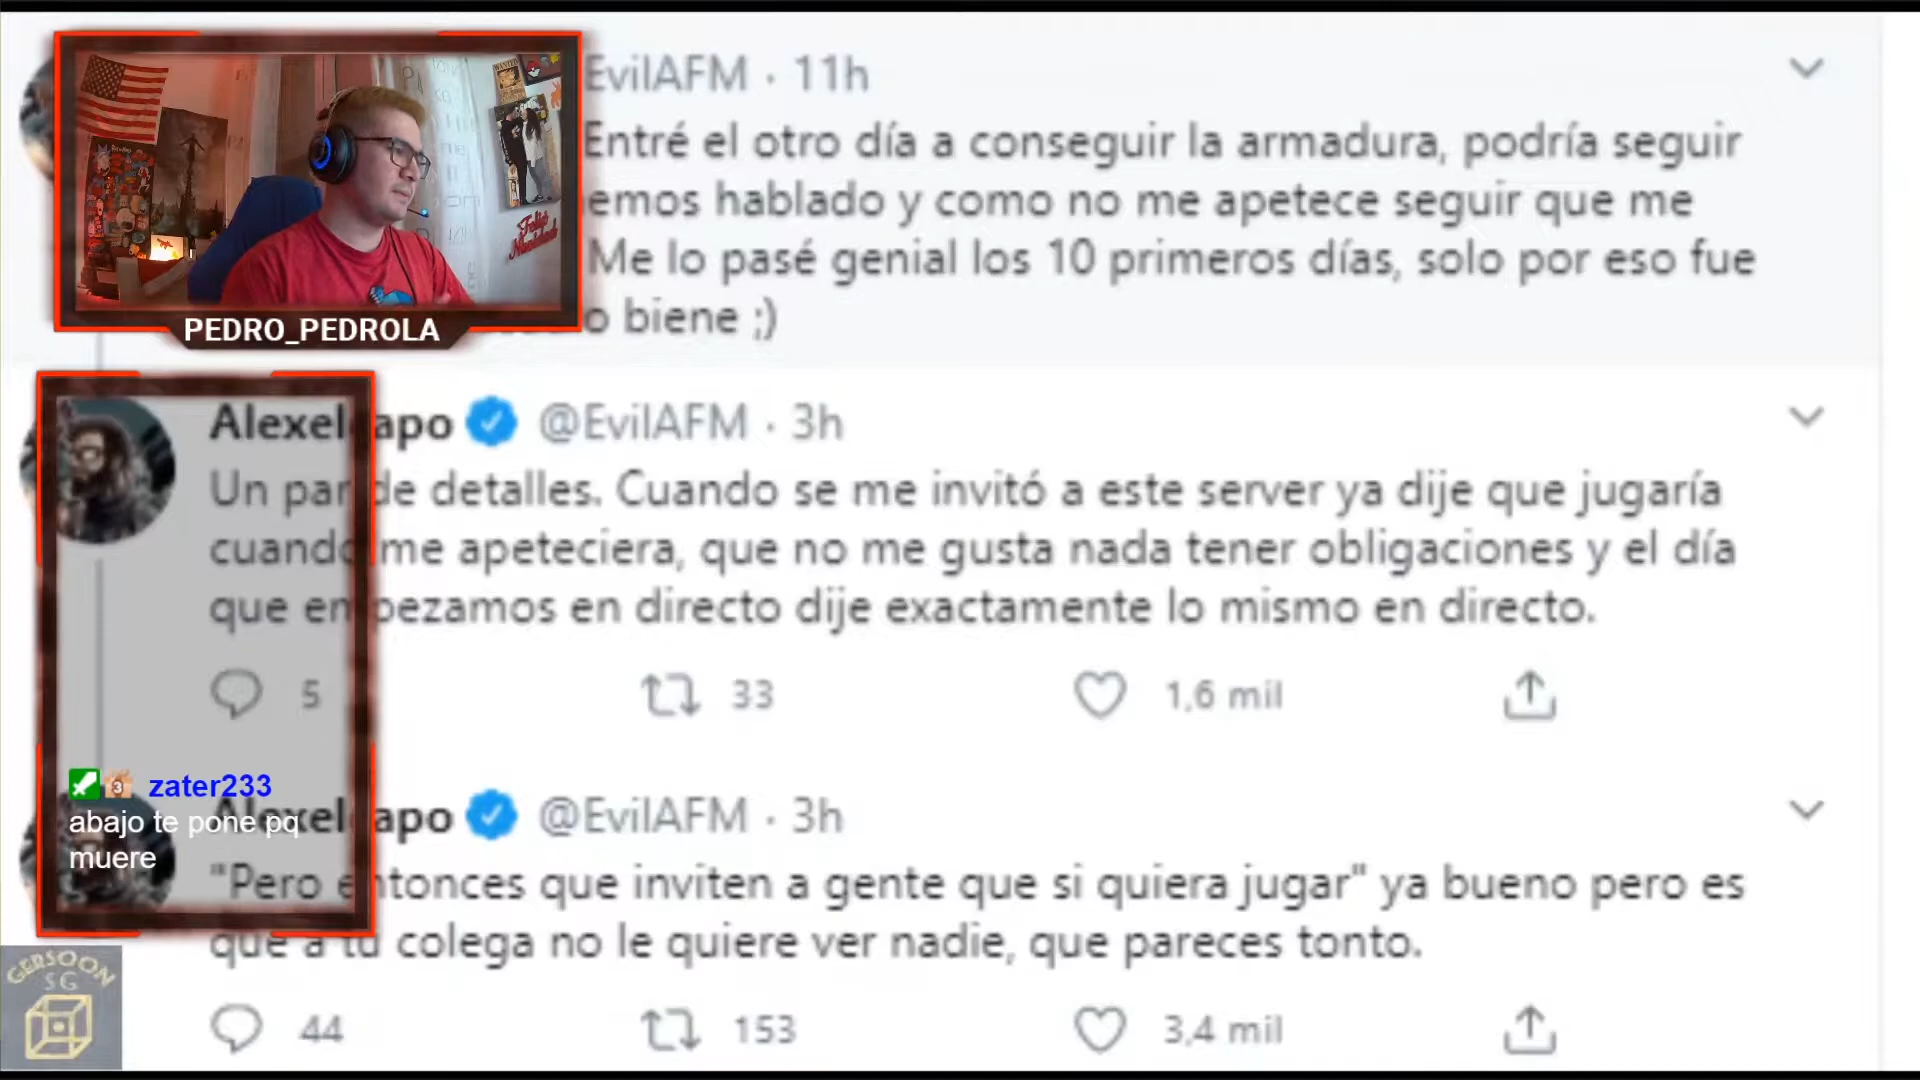 EvilAFM · 11h
Entré el otro día a conseguir la armadura, podría seguir
emos hablado y como no me apetece seguir que me
Me lo pasé genial los 10 primeros días, solo por eso fue
o biene ;)
PEDRO_PEDROLA
Alexel apo @EvilAFM · 3h
Un par de detalles. Cuando se me invitó a este server ya dije que jugaría
cuando me apeteciera, que no me gusta nada tener obligaciones y el día
que empezamos en directo dije exactamente lo mismo en directo.
5 33 1,6 mil
zater233
abajo te pone pq
muere
Alexel apo @EvilAFM · 3h
"Pero entonces que inviten a gente que si quiera jugar" ya bueno pero es
que a tu colega no le quiere ver nadie, que pareces tonto.
44 153 3,4 mil
GERSOON
SG